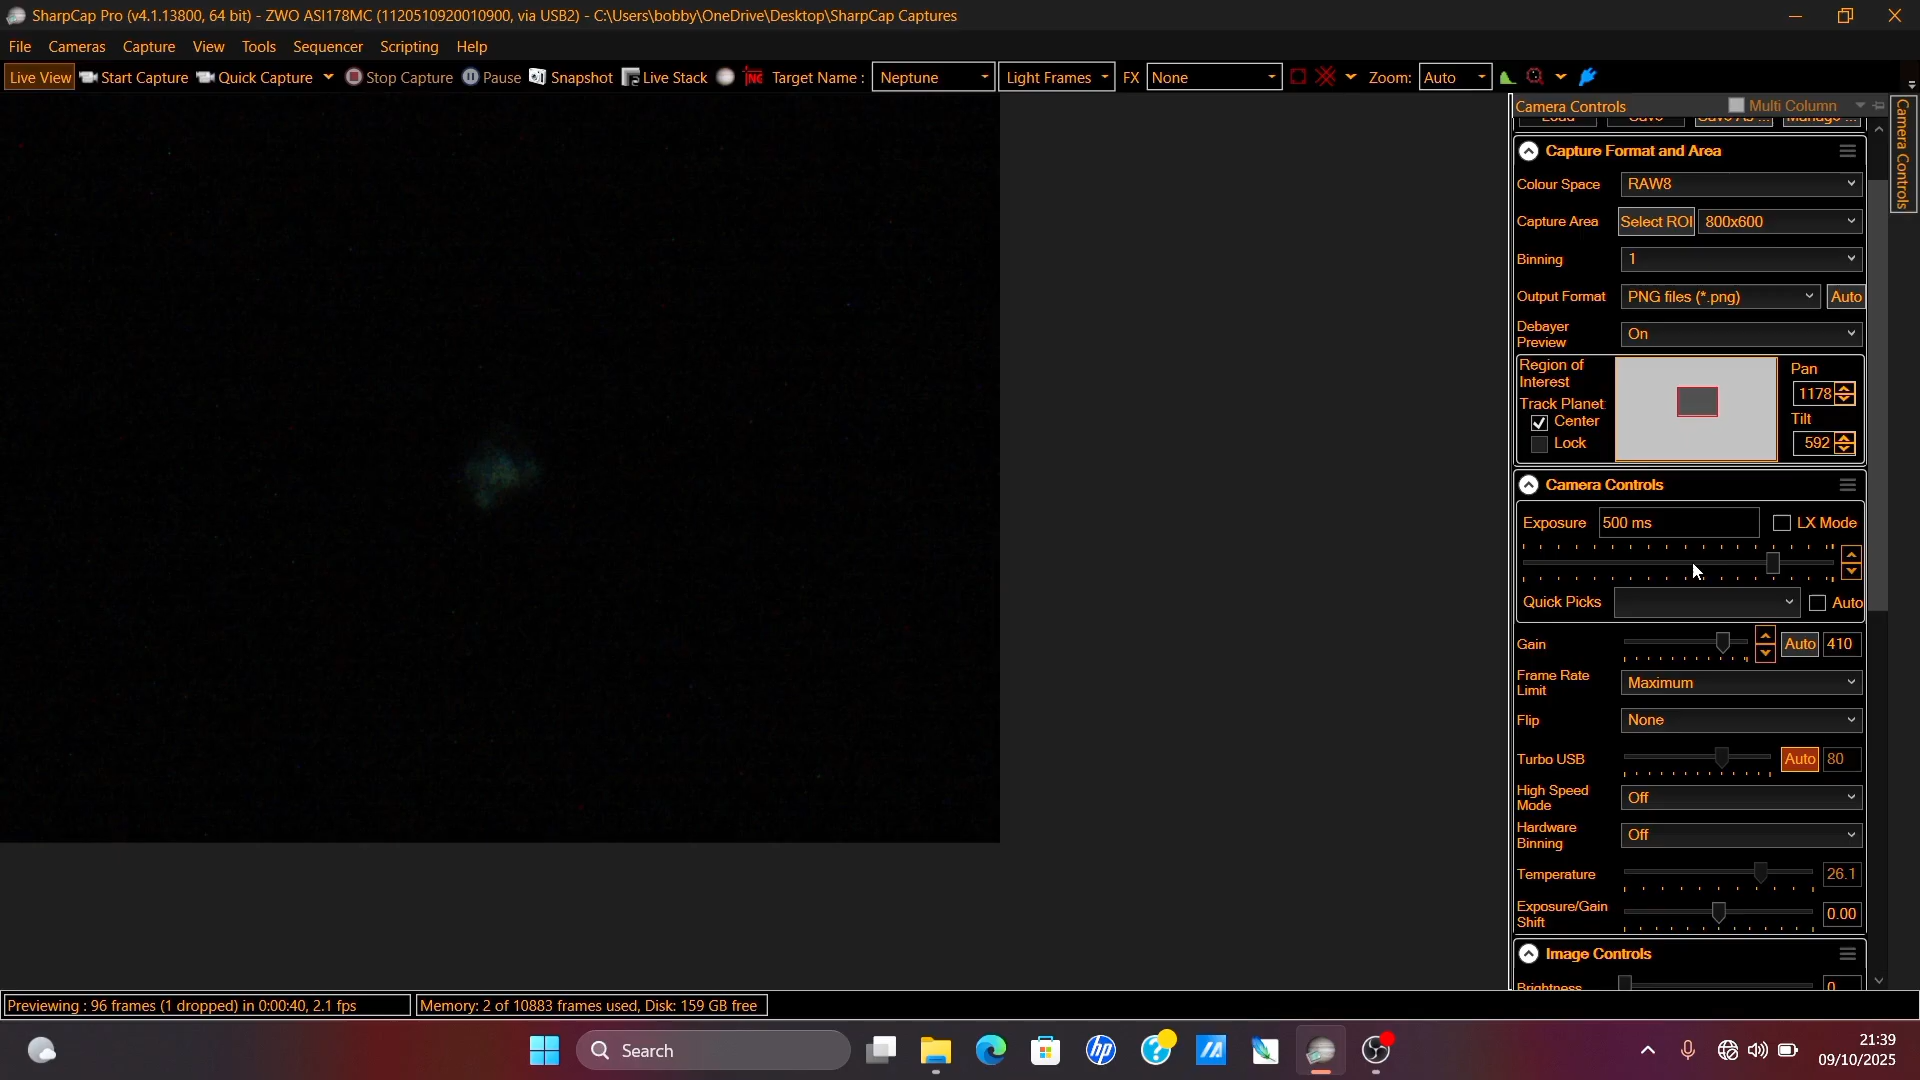 SharpCap Pro (v4.1.13800, 64 bit) - ZWO ASI178MC (1120510920010900, via USB2) - C:\Users\bobby\OneDrive\Desktop\SharpCap Captures
File Cameras Capture View Tools Sequencer Scripting Help
Live View Start Capture Quick Capture Stop Capture Pause Snapshot Live Stack Target Name : Neptune Light Frames FX None Zoom: Auto
Camera Controls Multi Column
Camera Controls
Load Save Save As ... Manage ...
Capture Format and Area
Colour Space RAW8
Capture Area Select ROI 800x600
Binning 1
Output Format PNG files (*.png) Auto
Debayer Preview On
Region of Interest
Pan
1178
Track Planet
Center
Tilt
Lock
592
Camera Controls
Exposure 500 ms LX Mode
Quick Picks Auto
Gain Auto 410
Frame Rate Limit Maximum
Flip None
Turbo USB Auto 80
High Speed Mode Off
Hardware Binning Off
Temperature 26.1
Exposure/Gain Shift 0.00
Image Controls
Brightness 0
Previewing : 96 frames (1 dropped) in 0:00:40, 2.1 fps Memory: 2 of 10883 frames used, Disk: 159 GB free
Search
21:39
09/10/2025